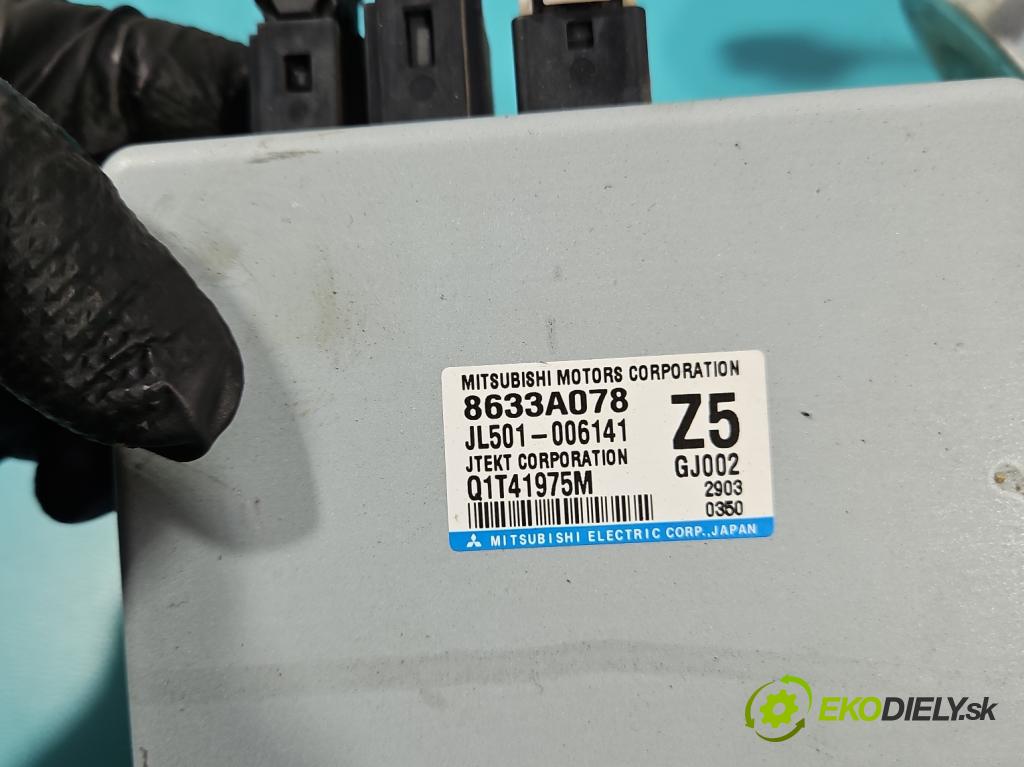 MITSUBISHI MOTORS CORPORATION
8633A078
JL501-006141
Z5
JTEKT CORPORATION
GJ002
Q1T41975M
2903
0350
MITSUBISHI ELECTRIC CORP.,JAPAN
EKODIELY.sk